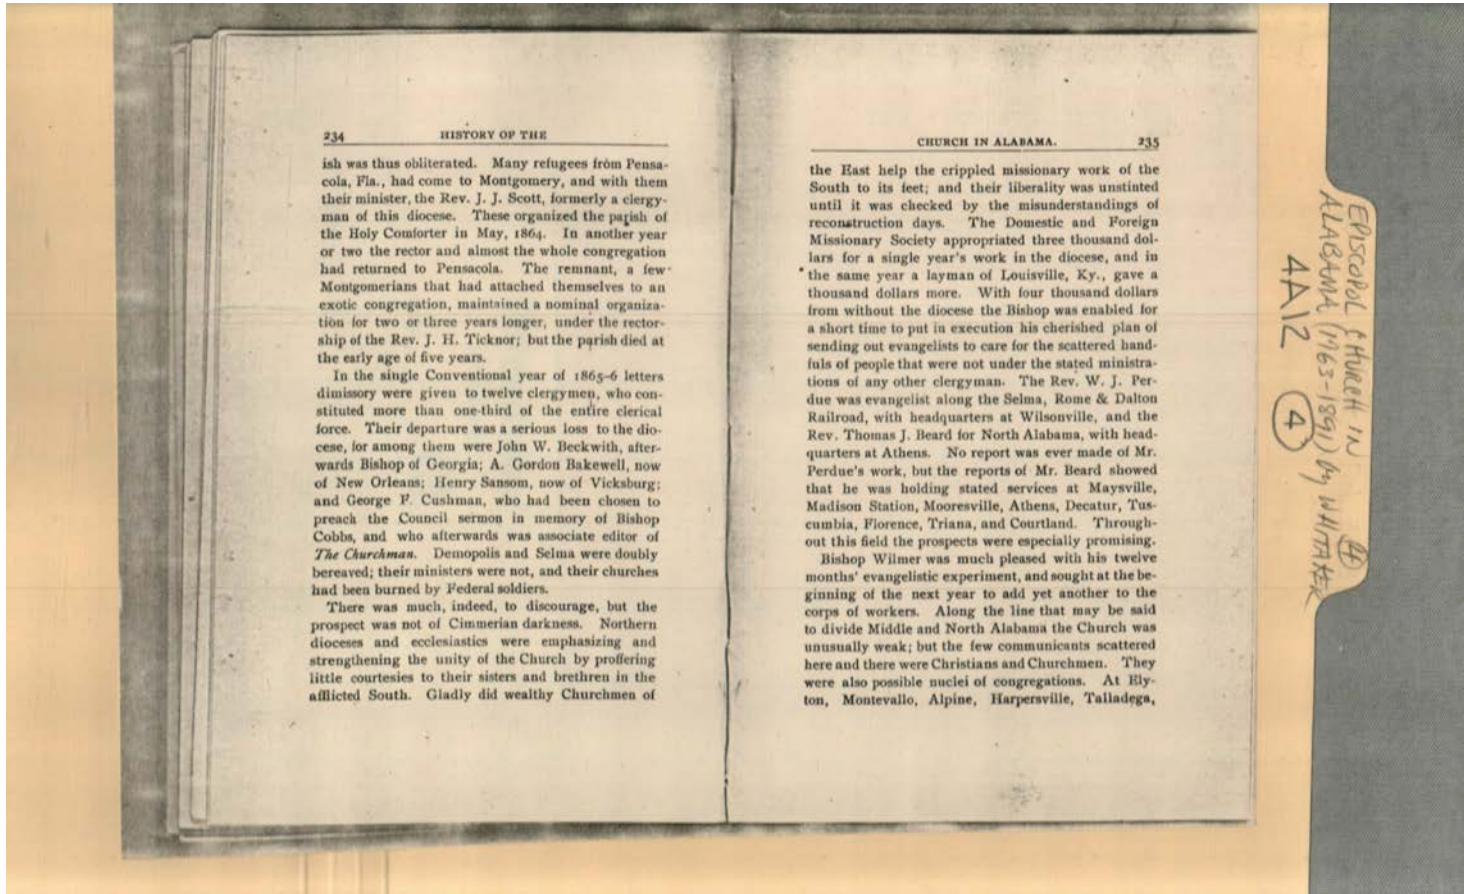 234 HISTORY OF THE
ish was thus obliterated. Many refugees from Pensa-
cola, Fla., had come to Montgomery, and with them
their minister, the Rev. J. J. Scott, formerly a clergy-
man of this diocese. These organized the parish of
the Holy Comforter in May, 1864. In another year
or two the rector and almost the whole congregation
had returned to Pensacola. The remnant, a few
Montgomerians that had attached themselves to an
exotic congregation, maintained a nominal organiza-
tion for two or three years longer, under the rector-
ship of the Rev. J. H. Ticknor; but the parish died at
the early age of five years.
In the single Conventional year of 1865-6 letters
dimissory were given to twelve clergymen, who con-
stituted more than one-third of the entire clerical
force. Their departure was a serious loss to the dio-
cese, for among them were John W. Beckwith, after-
wards Bishop of Georgia; A. Gordon Bakewell, now
of New Orleans; Henry Sansom, now of Vicksburg;
and George F. Cushman, who had been chosen to
preach the Council sermon in memory of Bishop
Cobbs, and who afterwards was associate editor of
The Churchman. Demopolis and Selma were doubly
bereaved; their ministers were not, and their churches
had been burned by Federal soldiers.
There was much, indeed, to discourage, but the
prospect was not of Cimmerian darkness. Northern
dioceses and ecclesiastics were emphasizing and
strengthening the unity of the Church by proffering
little courtesies to their sisters and brethren in the
afflicted South. Gladly did wealthy Churchmen of
CHURCH IN ALABAMA. 235
the East help the crippled missionary work of the
South to its feet; and their liberality was unstinted
until it was checked by the misunderstandings of
reconstruction days. The Domestic and Foreign
Missionary Society appropriated three thousand dol-
lars for a single year's work in the diocese, and in
the same year a layman of Louisville, Ky., gave a
thousand dollars more. With four thousand dollars
from without the diocese the Bishop was enabled for
a short time to put in execution his cherished plan of
sending out evangelists to care for the scattered hand-
fuls of people that were not under the stated ministra-
tions of any other clergyman. The Rev. W. J. Per-
due was evangelist along the Selma, Rome & Dalton
Railroad, with headquarters at Wilsonville, and the
Rev. Thomas J. Beard for North Alabama, with head-
quarters at Athens. No report was ever made of Mr.
Perdue's work, but the reports of Mr. Beard showed
that he was holding stated services at Maysville,
Madison Station, Mooresville, Athens, Decatur, Tus-
cumbia, Florence, Triana, and Courtland. Through-
out this field the prospects were especially promising.
Bishop Wilmer was much pleased with his twelve
months' evangelistic experiment, and sought at the be-
ginning of the next year to add yet another to the
corps of workers. Along the line that may be said
to divide Middle and North Alabama the Church was
unusually weak; but the few communicants scattered
here and there were Christians and Churchmen. They
were also possible nuclei of congregations. At Ely-
ton, Montevallo, Alpine, Harpersville, Talladega,
EPISCOPOL CHURCH IN
ALABAMA (1763-1891) by WHITAKER
4A12 4